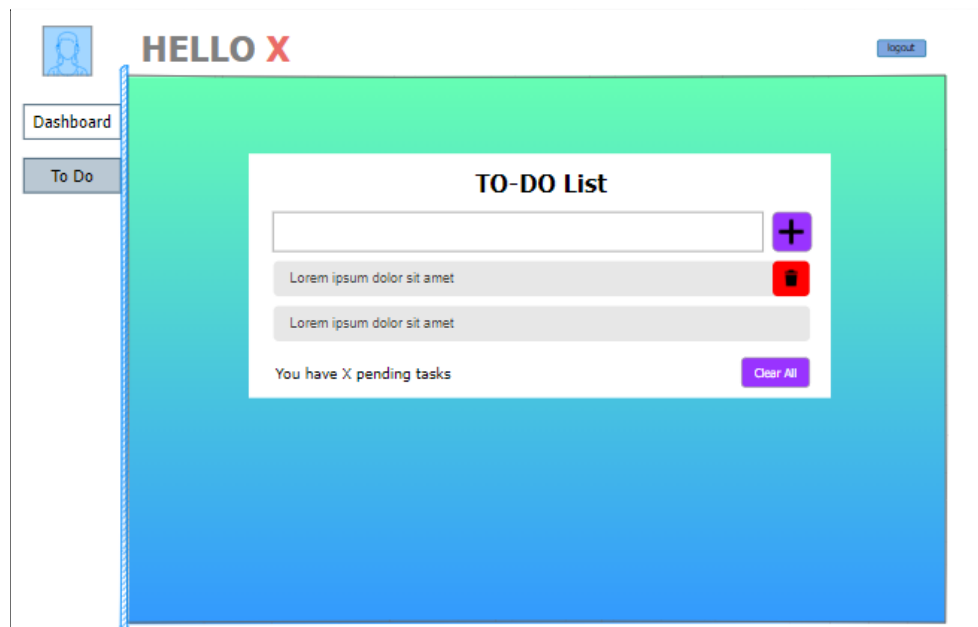 HELLO X
logout
Dashboard
To Do
TO-DO List
Lorem ipsum dolor sit amet
Lorem ipsum dolor sit amet
You have X pending tasks
Clear All